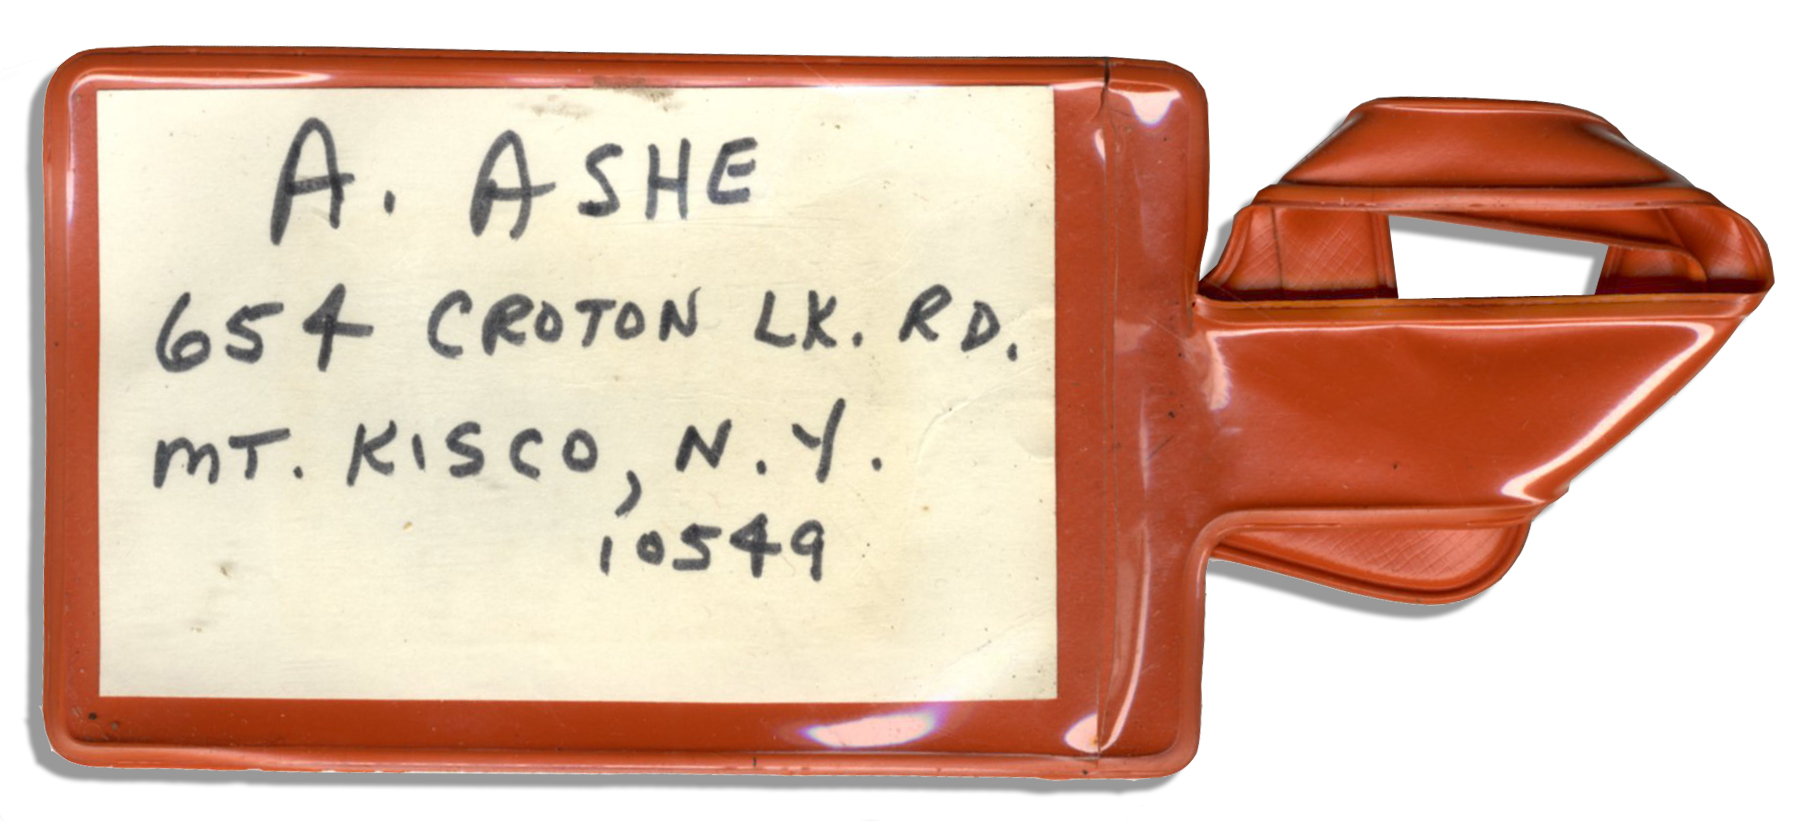 A. ASHE
654 CROTON LK. RD.
MT. KISCO, N.Y.
10549